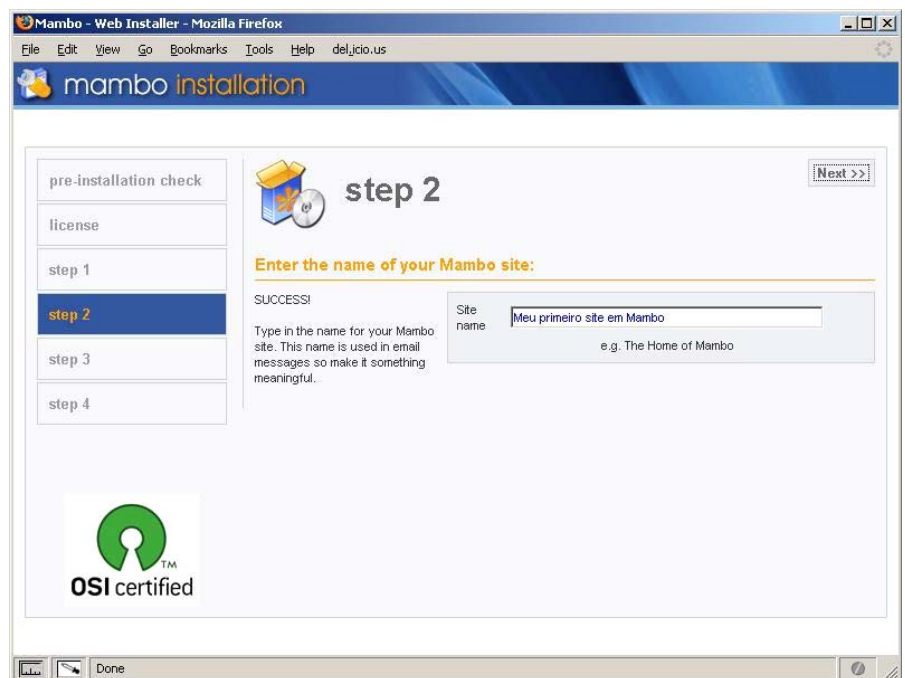 Mambo - Web Installer - Mozilla Firefox
File Edit View Go Bookmarks Tools Help del.icio.us
mambo installation
pre-installation check
license
step 1
step 2
step 3
step 4
step 2
Next >>
Enter the name of your Mambo site:
SUCCESS!
Type in the name for your Mambo
site. This name is used in email
messages so make it something
meaningful.
Site
name
Meu primeiro site em Mambo
e.g. The Home of Mambo
TM
OSI certified
Done